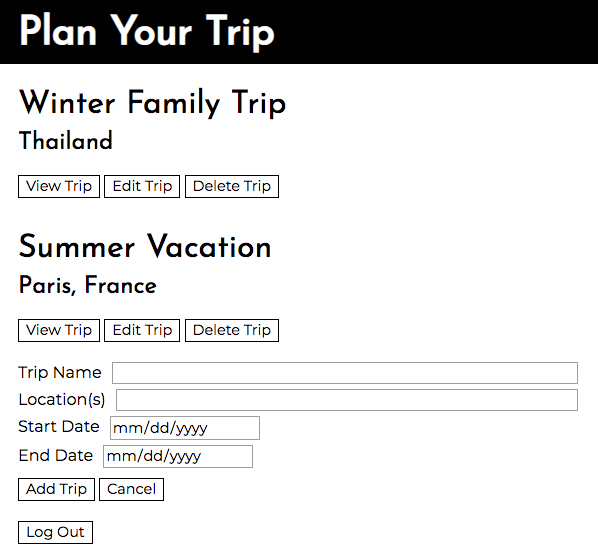 Plan Your Trip
Winter Family Trip
Thailand
View Trip Edit Trip Delete Trip
Summer Vacation
Paris, France
View Trip Edit Trip Delete Trip
Trip Name
Location(s)
Start Date mm/dd/yyyy
End Date mm/dd/yyyy
Add Trip Cancel
Log Out